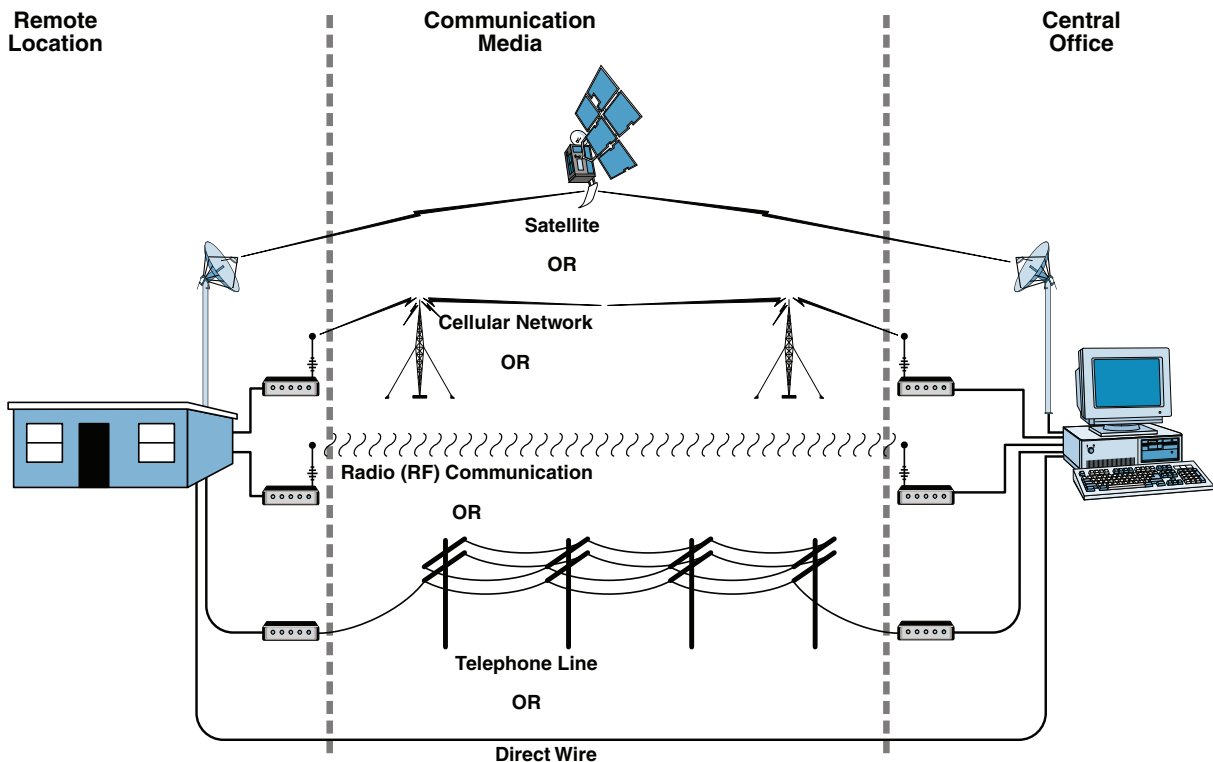 Remote
Location
Communication
Media
Central
Office
Satellite
OR
Cellular Network
OR
Radio (RF) Communication
OR
Telephone Line
OR
Direct Wire